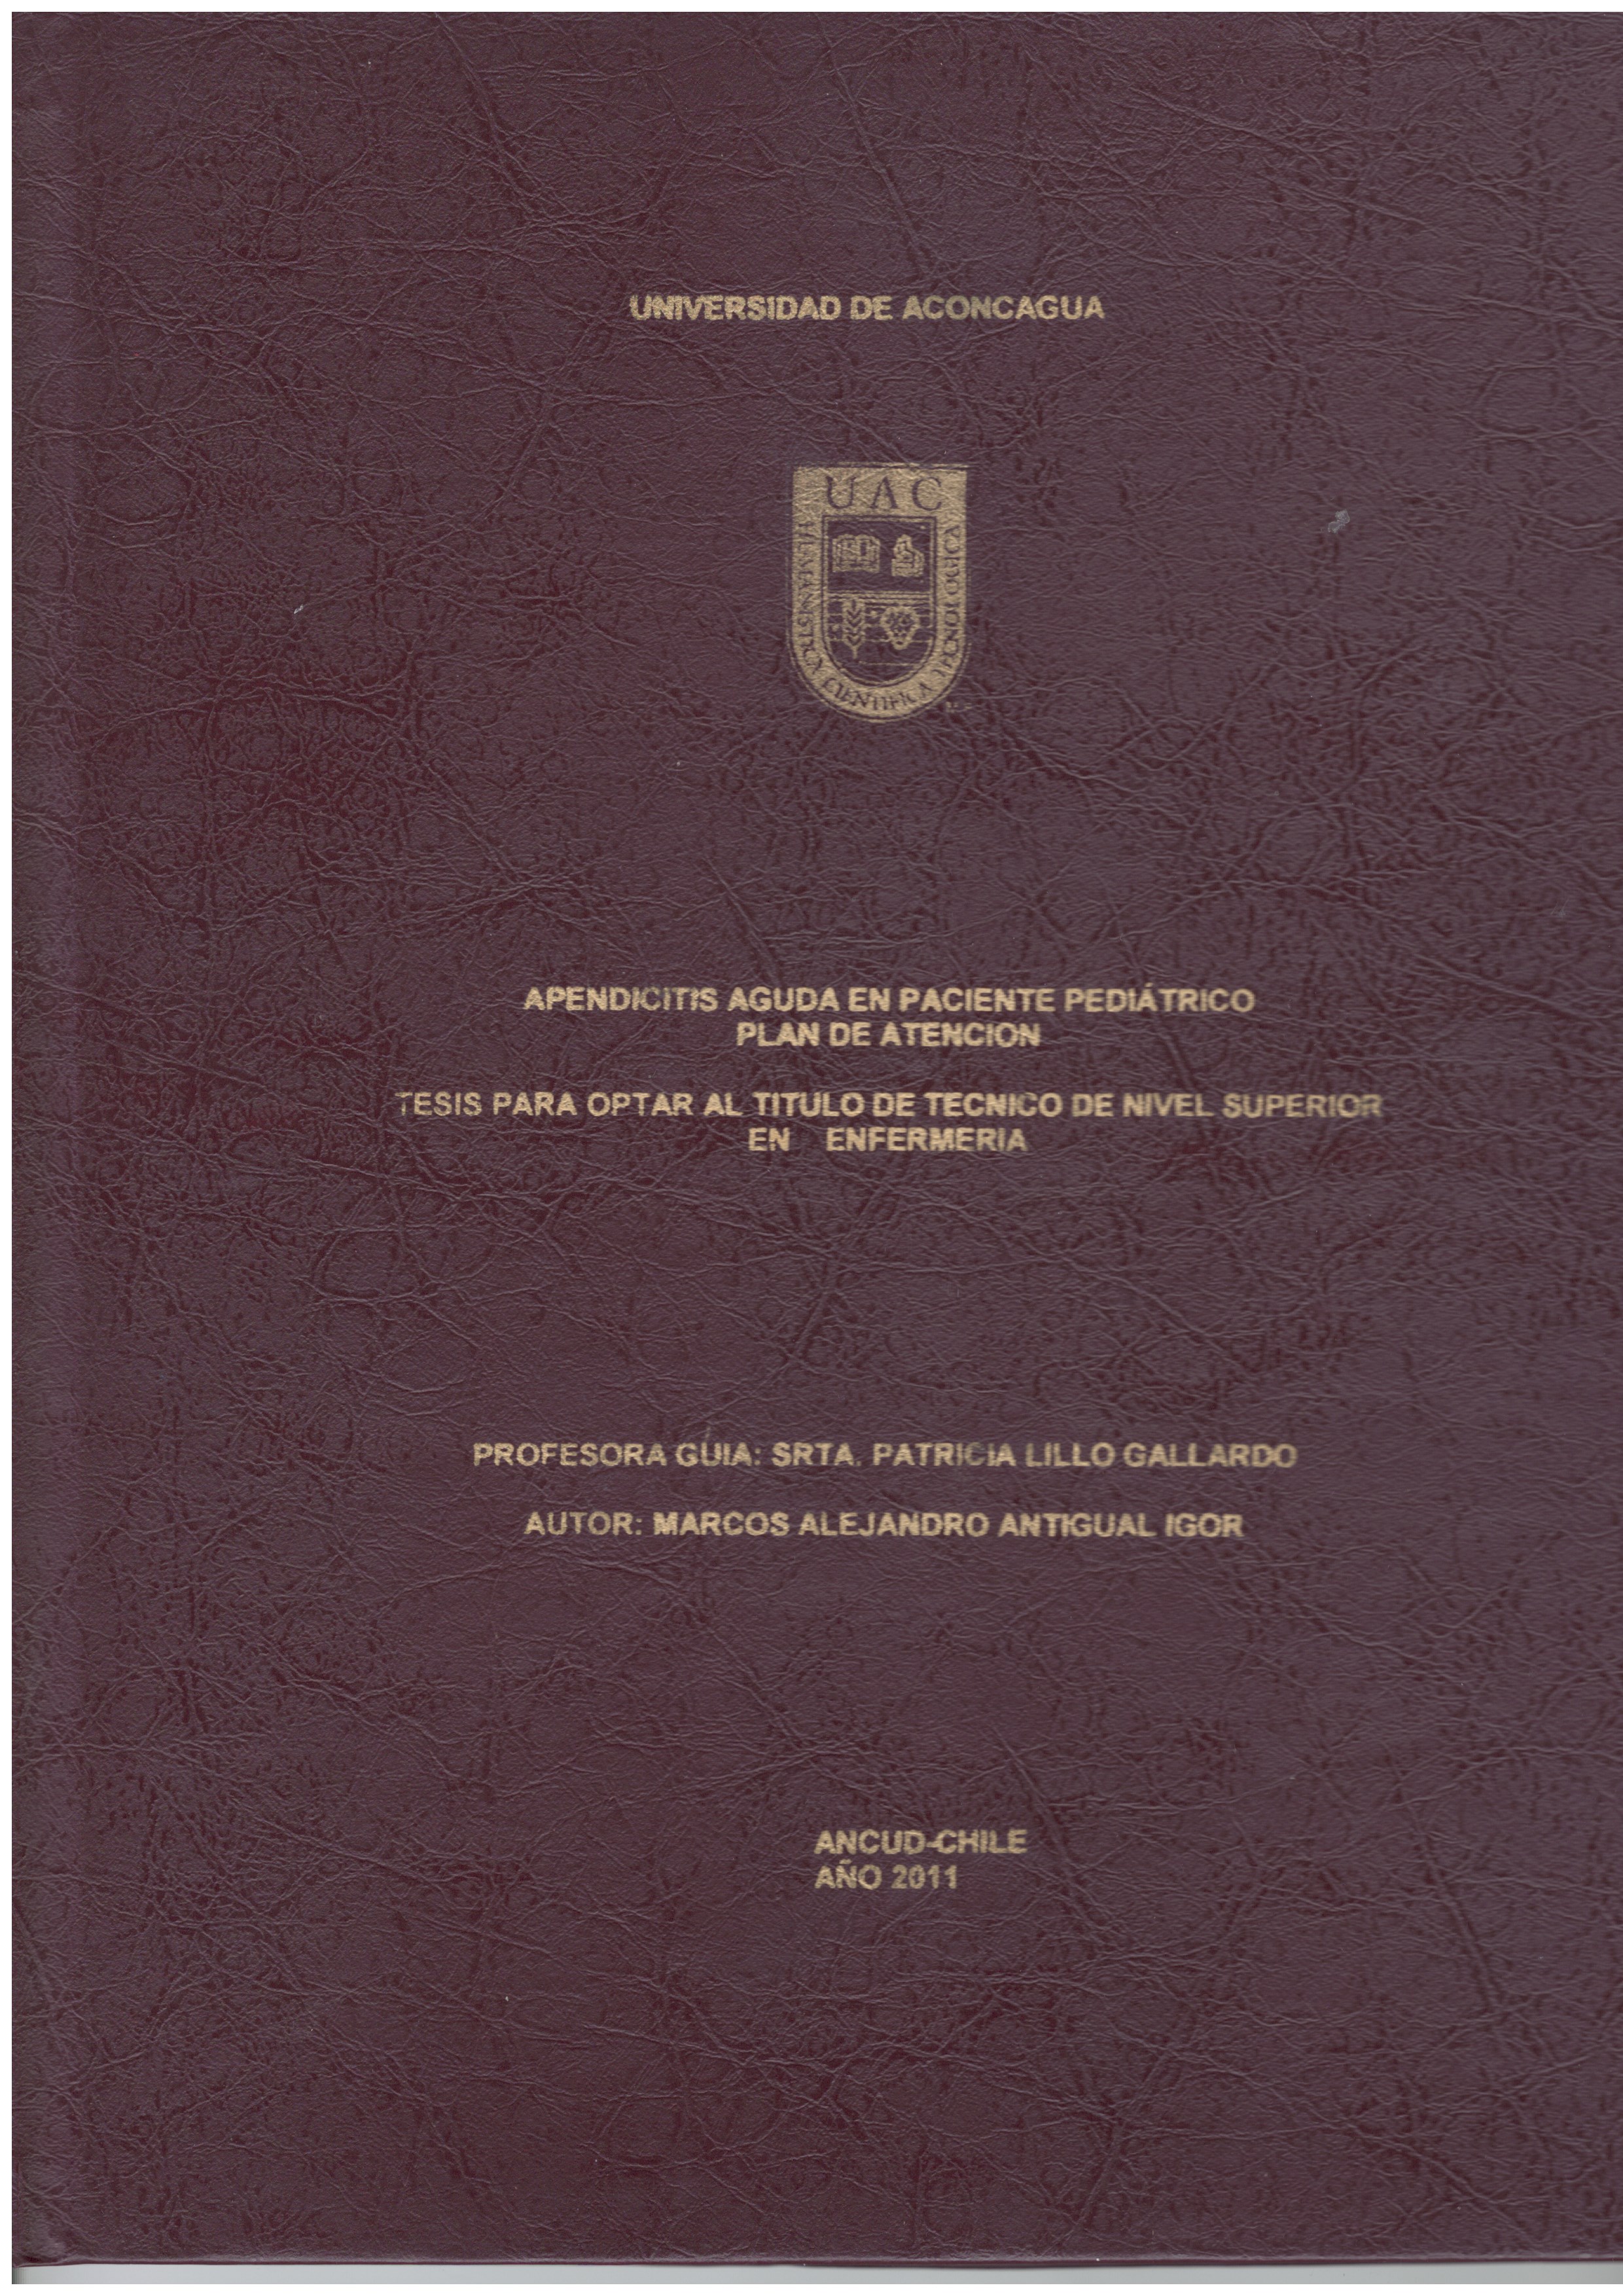 UNIVERSIDAD DE ACONCAGUA
UAC
HUMANISTICA CIENTIFICA TECNOLOGICA
APENDICITIS AGUDA EN PACIENTE PEDIÁTRICO
PLAN DE ATENCION
TESIS PARA OPTAR AL TITULO DE TECNICO DE NIVEL SUPERIOR
EN ENFERMERIA
PROFESORA GUIA: SRTA. PATRICIA LILLO GALLARDO
AUTOR: MARCOS ALEJANDRO ANTIGUAL IGOR
ANCUD-CHILE
AÑO 2011